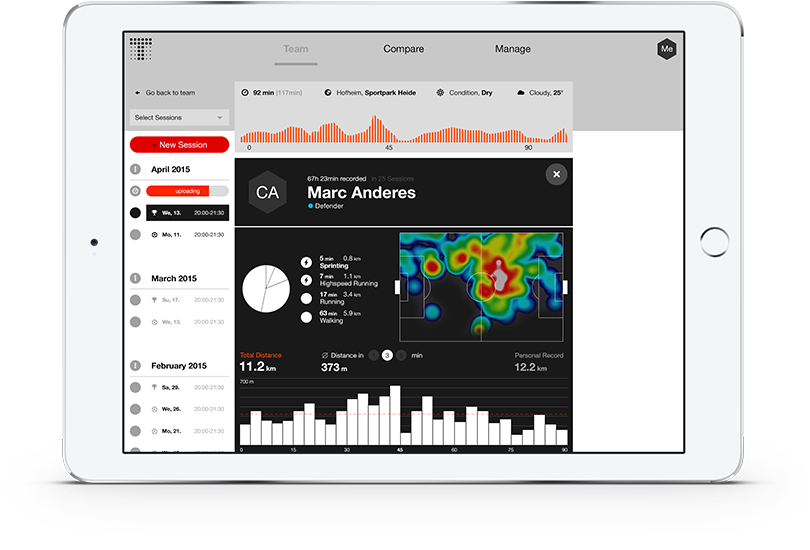 Team
Compare
Manage
Me
Go back to team
Select Sessions
+ New Session
April 2015
uploading
We, 13. 20:00-21:30
Mo, 11. 20:00-21:30
March 2015
Su, 17. 20:00-21:30
We, 13. 20:00-21:30
February 2015
Sa, 29. 20:00-21:30
We, 26. 20:00-21:30
Mo, 21. 20:00-21:30
We, 13. 20:00-21:30
92 min (117min)
Hofheim, Sportpark Heide
Condition, Dry
Cloudy, 25°
0 45 90
CA
67h 23min recorded in 25 Sessions
Marc Anderes
Defender
5 min 0.8 km
Sprinting
7 min 1.1 km
Highspeed Running
17 min 3.4 km
Running
63 min 5.9 km
Walking
Total Distance
11.2 km
Ø Distance in 3 min
373 m
Personal Record
12.2 km
700 m
0 15 30 45 60 75 90